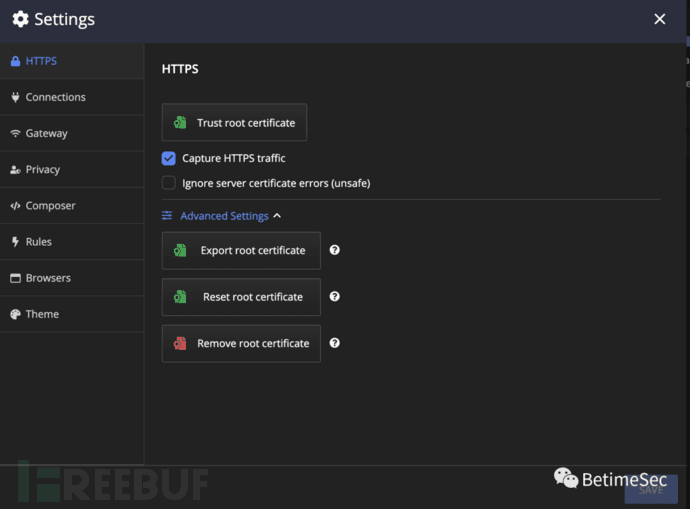 Settings
HTTPS
Connections
Gateway
Privacy
Composer
Rules
Browsers
Theme
HTTPS
Trust root certificate
Capture HTTPS traffic
Ignore server certificate errors (unsafe)
Advanced Settings
Export root certificate
Reset root certificate
Remove root certificate
FREEBUF
BetimeSec
SAVE